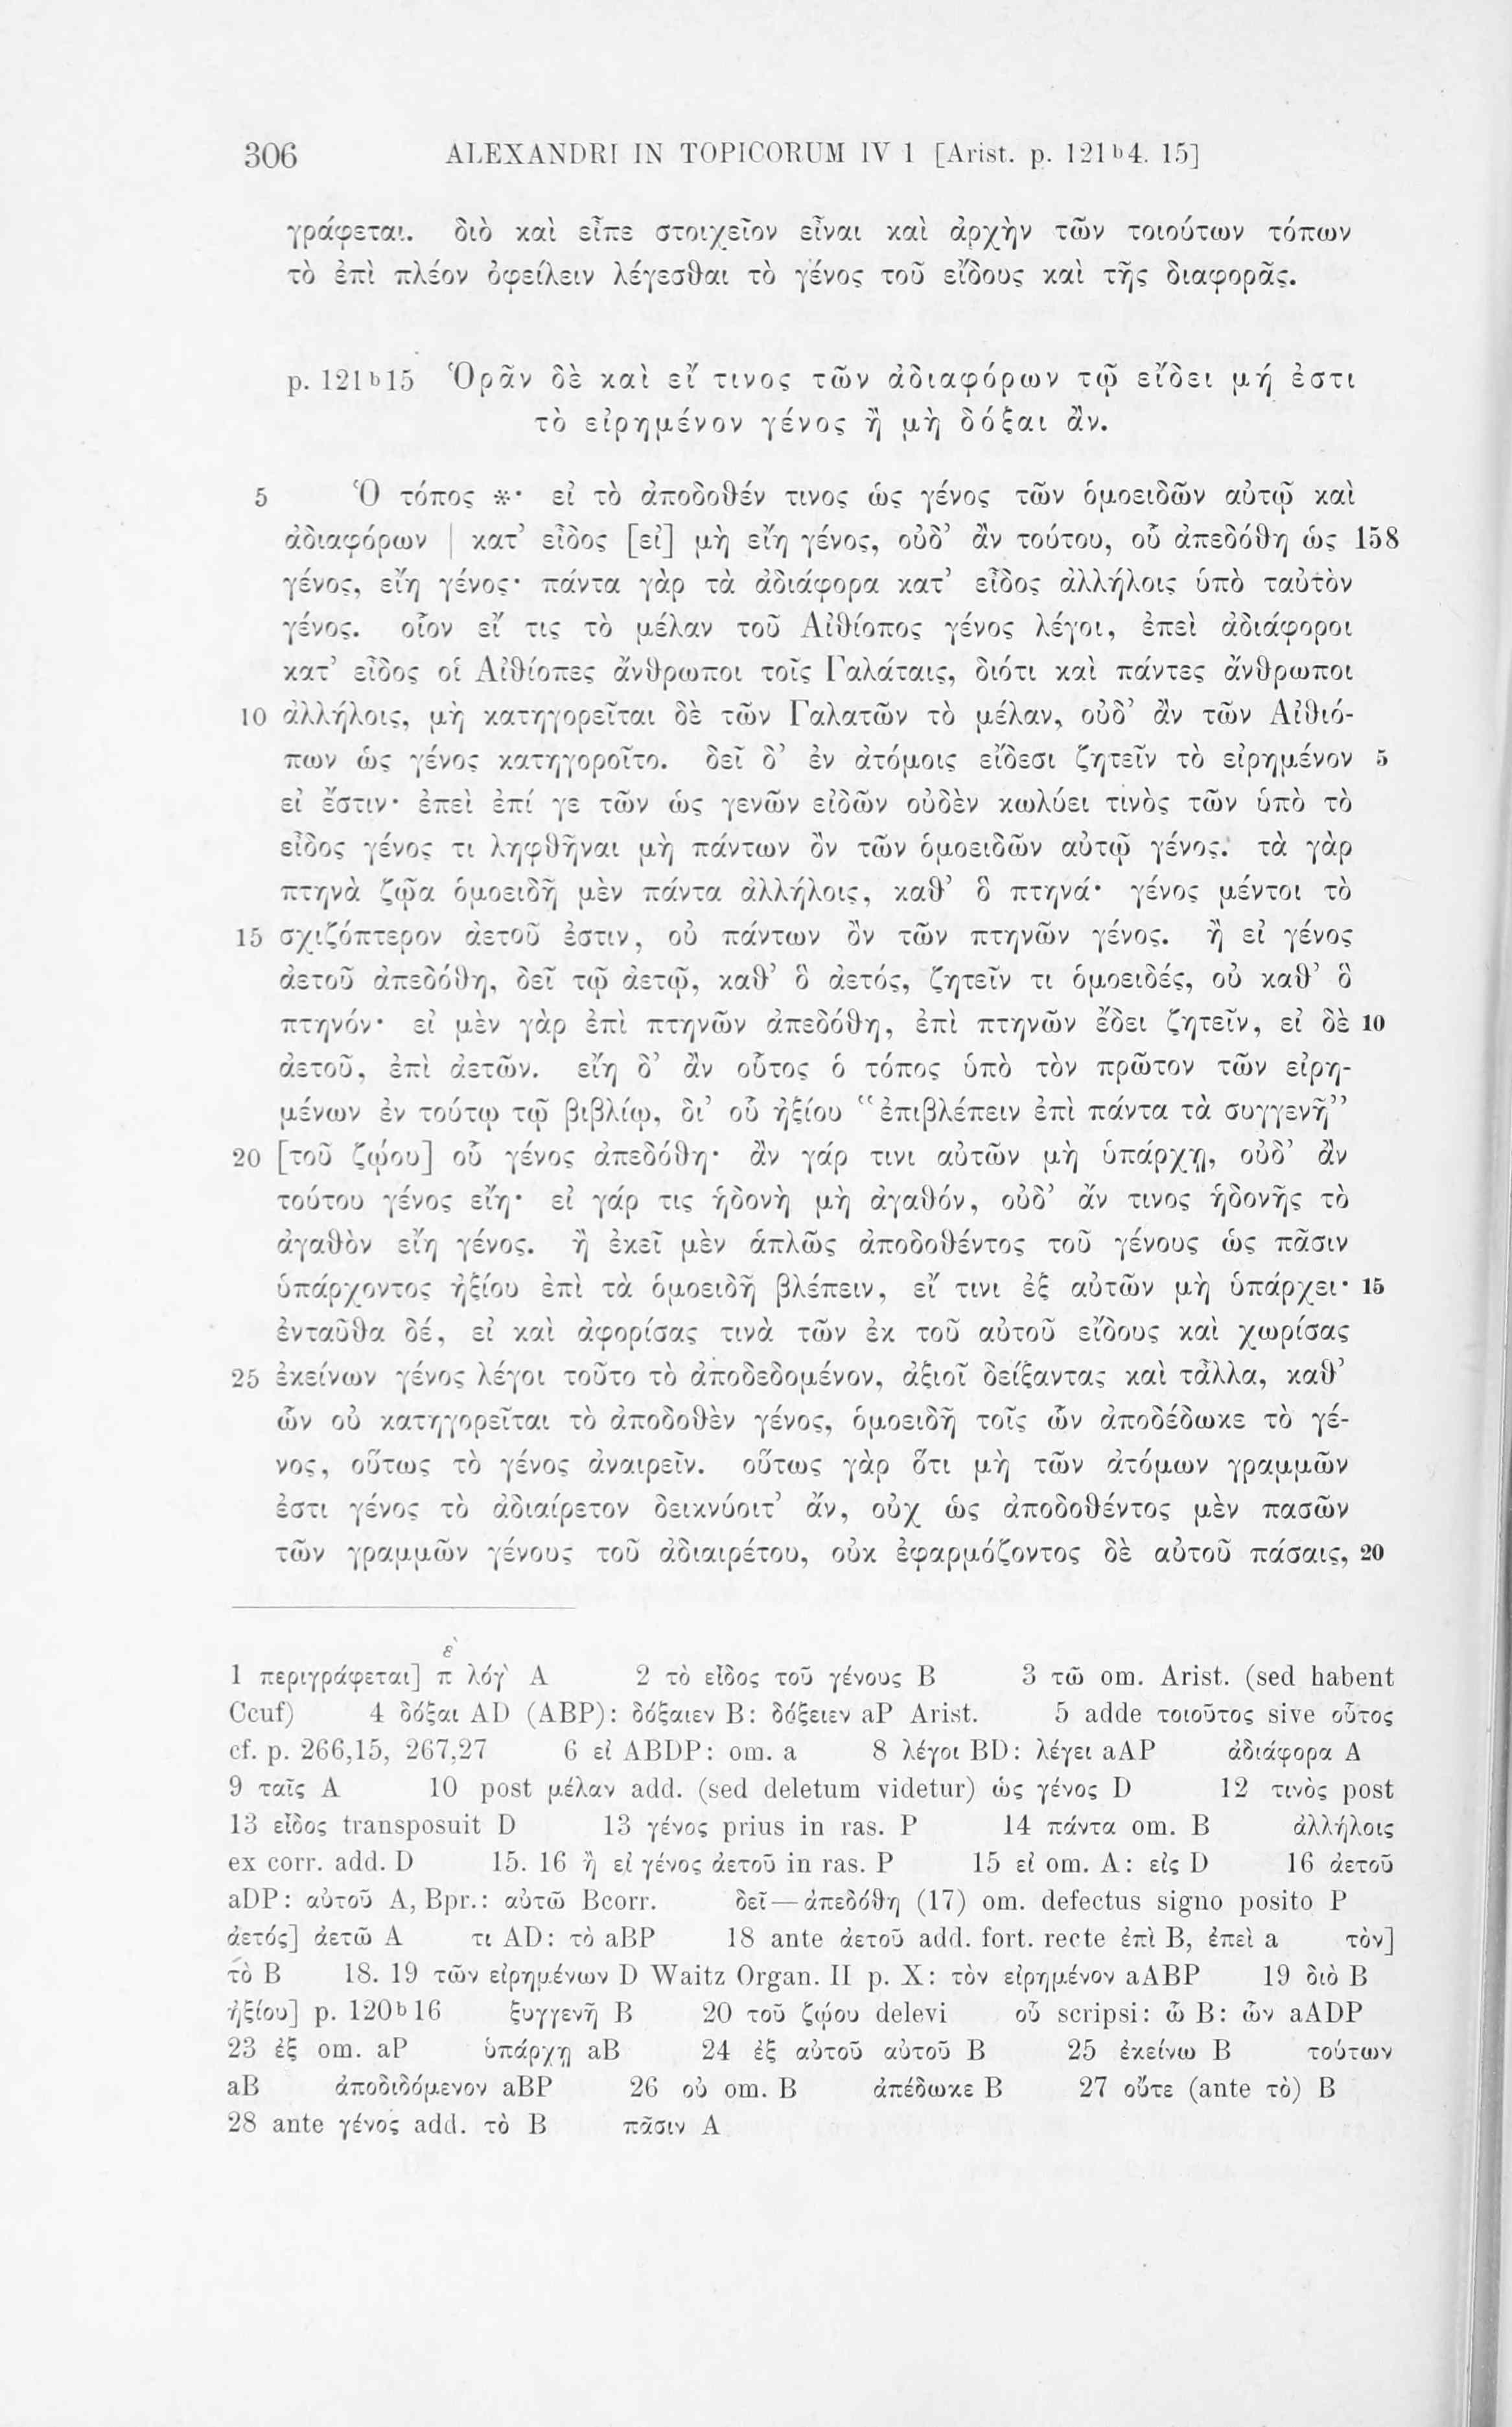 306 ALEXANDRI IN TOPICORUM IV 1 [Arist. p. 121ᵇ4. 15]
γράφεται. διὸ καὶ εἶπε στοιχεῖον εἶναι καὶ ἀρχὴν τῶν τοιούτων τόπων
τὸ ἐπὶ πλέον ὀφείλειν λέγεσθαι τὸ γένος τοῦ εἴδους καὶ τῆς διαφορᾶς.
p. 121ᵇ15 Ὁρᾶν δὲ καὶ εἴ τινος τῶν ἀδιαφόρων τῷ εἴδει μή ἐστι
τὸ εἰρημένον γένος ἢ μὴ δόξαι ἄν.
5 Ὁ τόπος *· εἰ τὸ ἀποδοθέν τινος ὡς γένος τῶν ὁμοειδῶν αὐτῷ καὶ
ἀδιαφόρων | κατ’ εἶδος [εἰ] μὴ εἴη γένος, οὐδ’ ἂν τούτου, οὗ ἀπεδόθη ὡς 158
γένος, εἴη γένος· πάντα γὰρ τὰ ἀδιάφορα κατ’ εἶδος ἀλλήλοις ὑπὸ ταὐτὸν
γένος. οἷον εἴ τις τὸ μέλαν τοῦ Αἰθίοπος γένος λέγοι, ἐπεὶ ἀδιάφοροι
κατ’ εἶδος οἱ Αἰθίοπες ἄνθρωποι τοῖς Γαλάταις, διότι καὶ πάντες ἄνθρωποι
10 ἀλλήλοις, μὴ κατηγορεῖται δὲ τῶν Γαλατῶν τὸ μέλαν, οὐδ’ ἂν τῶν Αἰθιό-
πων ὡς γένος κατηγοροῖτο. δεῖ δ’ ἐν ἀτόμοις εἴδεσι ζητεῖν τὸ εἰρημένον 5
εἰ ἔστιν· ἐπεὶ ἐπί γε τῶν ὡς γενῶν εἰδῶν οὐδὲν κωλύει τινὸς τῶν ὑπὸ τὸ
εἶδος γένος τι ληφθῆναι μὴ πάντων ὂν τῶν ὁμοειδῶν αὐτῷ γένος. τὰ γὰρ
πτηνὰ ζῷα ὁμοειδῆ μὲν πάντα ἀλλήλοις, καθ’ ὃ πτηνά· γένος μέντοι τὸ
15 σχιζόπτερον ἀετοῦ ἐστιν, οὐ πάντων ὂν τῶν πτηνῶν γένος. ἢ εἰ γένος
ἀετοῦ ἀπεδόθη, δεῖ τῷ ἀετῷ, καθ’ ὃ ἀετός, ζητεῖν τι ὁμοειδές, οὐ καθ’ ὃ
πτηνόν· εἰ μὲν γὰρ ἐπὶ πτηνῶν ἀπεδόθη, ἐπὶ πτηνῶν ἔδει ζητεῖν, εἰ δὲ 10
ἀετοῦ, ἐπὶ ἀετῶν. εἴη δ’ ἂν οὗτος ὁ τόπος ὑπὸ τὸν πρῶτον τῶν εἰρη-
μένων ἐν τούτῳ τῷ βιβλίῳ, δι’ οὗ ἠξίου “ἐπιβλέπειν ἐπὶ πάντα τὰ συγγενῆ”
20 [τοῦ ζῴου] οὗ γένος ἀπεδόθη· ἂν γάρ τινι αὐτῶν μὴ ὑπάρχῃ, οὐδ’ ἂν
τούτου γένος εἴη· εἰ γάρ τις ἡδονὴ μὴ ἀγαθόν, οὐδ’ ἄν τινος ἡδονῆς τὸ
ἀγαθὸν εἴη γένος. ἢ ἐκεῖ μὲν ἁπλῶς ἀποδοθέντος τοῦ γένους ὡς πᾶσιν
ὑπάρχοντος ἠξίου ἐπὶ τὰ ὁμοειδῆ βλέπειν, εἴ τινι ἐξ αὐτῶν μὴ ὑπάρχει· 15
ἐνταῦθα δέ, εἰ καὶ ἀφορίσας τινὰ τῶν ἐκ τοῦ αὐτοῦ εἴδους καὶ χωρίσας
25 ἐκείνων γένος λέγοι τοῦτο τὸ ἀποδεδομένον, ἀξιοῖ δείξαντας καὶ τἆλλα, καθ’
ὧν οὐ κατηγορεῖται τὸ ἀποδοθὲν γένος, ὁμοειδῆ τοῖς ὧν ἀποδέδωκε τὸ γέ-
νος, οὕτως τὸ γένος ἀναιρεῖν. οὕτως γὰρ ὅτι μὴ τῶν ἀτόμων γραμμῶν
ἐστι γένος τὸ ἀδιαίρετον δεικνύοιτ’ ἄν, οὐχ ὡς ἀποδοθέντος μὲν πασῶν
τῶν γραμμῶν γένους τοῦ ἀδιαιρέτου, οὐκ ἐφαρμόζοντος δὲ αὐτοῦ πάσαις, 20
1 περιγράφεται] π λόγ A 2 τὸ εἶδος τοῦ γένους B 3 τῶ om. Arist. (sed habent
Ccuf) 4 δόξαι AD (ABP): δόξαιεν B: δόξειεν aP Arist. 5 adde τοιοῦτος sive οὗτος
cf. p. 266,15, 267,27 6 εἰ ABDP: om. a 8 λέγοι BD: λέγει aAP ἀδιάφορα A
9 ταῖς A 10 post μέλαν add. (sed deletum videtur) ὡς γένος D 12 τινὸς post
13 εἶδος transposuit D 13 γένος prius in ras. P 14 πάντα om. B ἀλλήλοις
ex corr. add. D 15. 16 ἢ εἰ γένος ἀετοῦ in ras. P 15 εἰ om. A: εἰς D 16 ἀετοῦ
aDP: αὐτοῦ A, Bpr.: αὐτῶ Bcorr. δεῖ — ἀπεδόθη (17) om. defectus signo posito P
ἀετός] ἀετῶ A τι AD: τὸ aBP 18 ante ἀετοῦ add. fort. recte ἐπὶ B, ἐπεὶ a τὸν]
τὸ B 18. 19 τῶν εἰρημένων D Waitz Organ. II p. X: τὸν εἰρημένον aABP 19 διὸ B
ἠξίου] p. 120ᵇ16 ξυγγενῆ B 20 τοῦ ζῴου delevi οὗ scripsi: ὧ B: ὧν aADP
23 ἐξ om. aP ὑπάρχῃ aB 24 ἐξ αὐτοῦ αὐτοῦ B 25 ἐκείνω B τούτων
aB ἀποδιδόμενον aBP 26 οὐ om. B ἀπέδωκε B 27 οὔτε (ante τὸ) B
28 ante γένος add. τὸ B πᾶσιν A